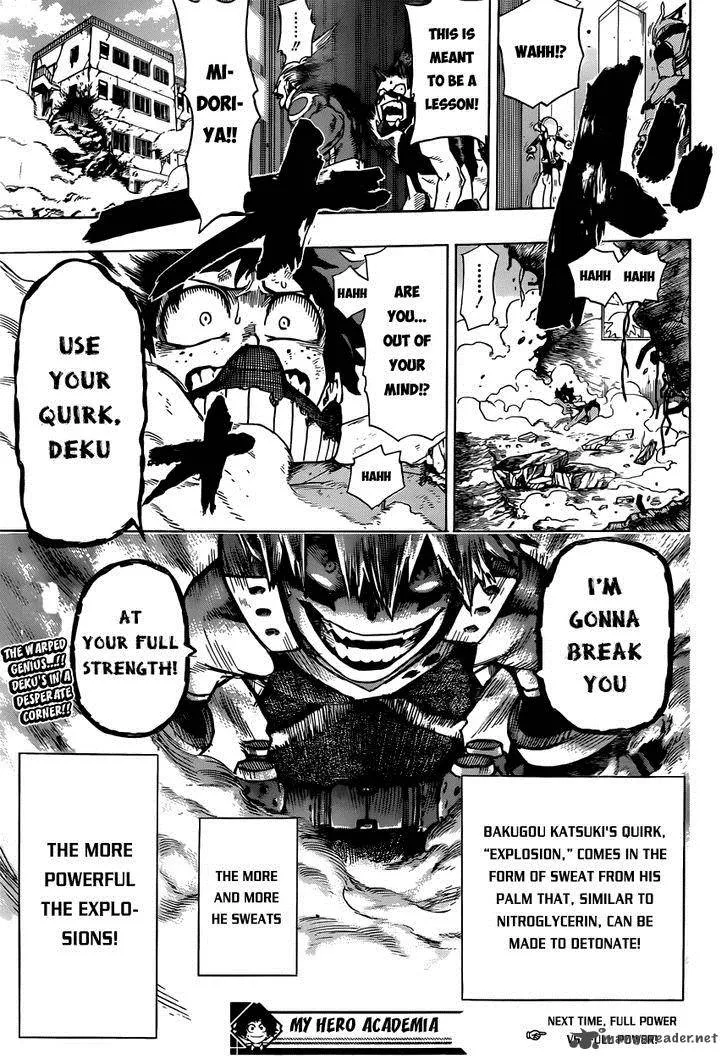 WAHH!?
THIS IS
MEANT
TO BE A
LESSON!
......
MI-
DORI-
YA!!
HAHH HAHH
......
ARE
YOU...
OUT OF
YOUR
MIND!?
HAHH
HAHH
USE
YOUR
QUIRK,
DEKU
I'M
GONNA
BREAK
YOU
AT
YOUR FULL
STRENGTH!
THE WARPED
GENIUS...!!
DEKU'S IN A
DESPERATE
CORNER!!
BAKUGOU KATSUKI'S QUIRK,
"EXPLOSION," COMES IN THE
FORM OF SWEAT FROM HIS
PALM THAT, SIMILAR TO
NITROGLYCERIN, CAN BE
MADE TO DETONATE!
THE MORE
AND MORE
HE SWEATS
THE MORE
POWERFUL
THE EXPLO-
SIONS!
MY HERO ACADEMIA
NEXT TIME, FULL POWER
VS FULL POWER!